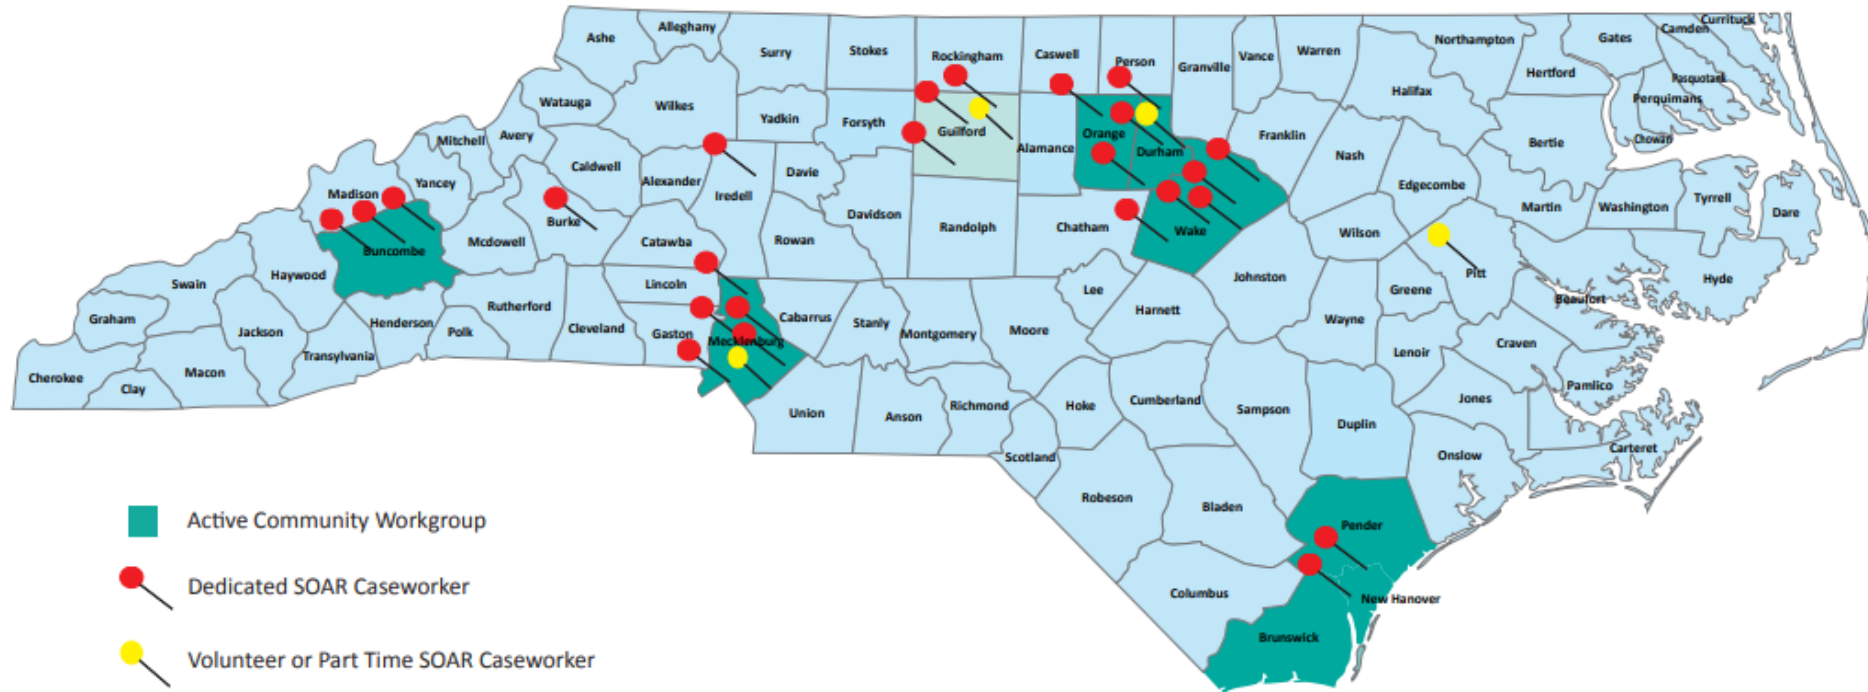 Ashe
Alleghany
Surry
Stokes
Rockingham
Caswell
Person
Granville
Vance
Warren
Northampton
Gates
Camden
Currituck
Pasquotank
Hertford
Perquimans
Halifax
Watauga
Wilkes
Yadkin
Forsyth
Guilford
Alamance
Orange
Durham
Franklin
Nash
Bertie
Chowan
Mitchell
Avery
Caldwell
Alexander
Iredell
Davie
Madison
Yancey
Burke
Davidson
Randolph
Chatham
Wake
Edgecombe
Martin
Washington
Tyrrell
Dare
Buncombe
Mcdowell
Catawba
Rowan
Wilson
Pitt
Hyde
Swain
Haywood
Lincoln
Johnston
Lee
Greene
Beaufort
Graham
Jackson
Henderson
Rutherford
Polk
Cleveland
Gaston
Mecklenburg
Cabarrus
Stanly
Montgomery
Moore
Harnett
Wayne
Lenoir
Craven
Cherokee
Clay
Macon
Transylvania
Union
Anson
Richmond
Hoke
Cumberland
Sampson
Duplin
Jones
Pamlico
Scotland
Onslow
Carteret
Robeson
Bladen
Pender
Columbus
New Hanover
Brunswick
Active Community Workgroup
Dedicated SOAR Caseworker
Volunteer or Part Time SOAR Caseworker